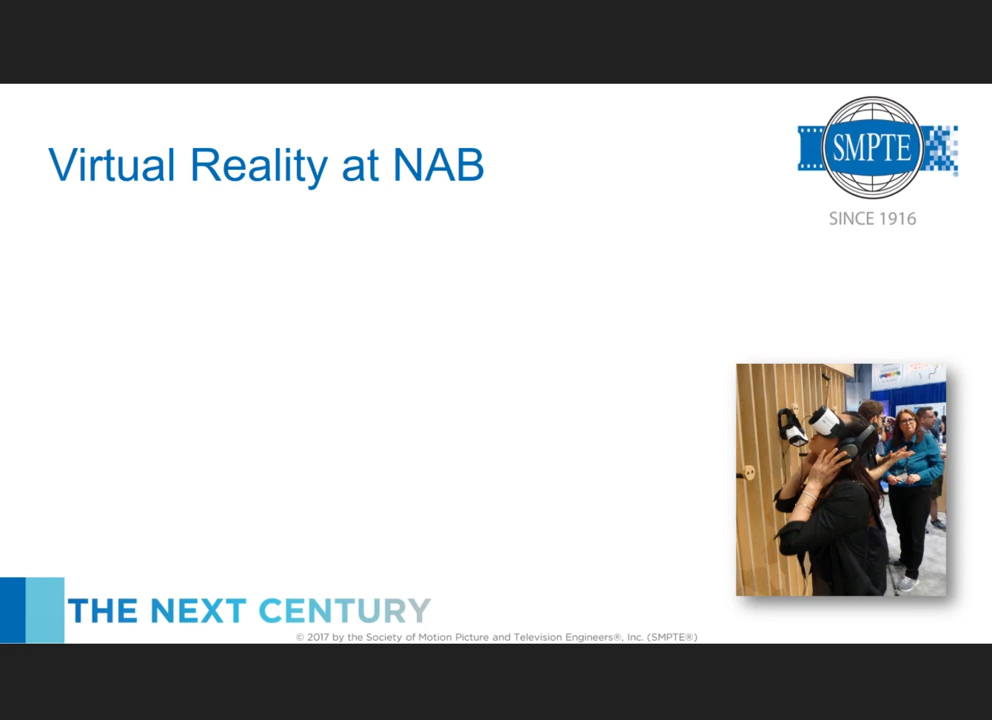 Virtual Reality at NAB
SMPTE
®
SINCE 1916
THE NEXT CENTURY
© 2017 by the Society of Motion Picture and Television Engineers®, Inc. (SMPTE®)